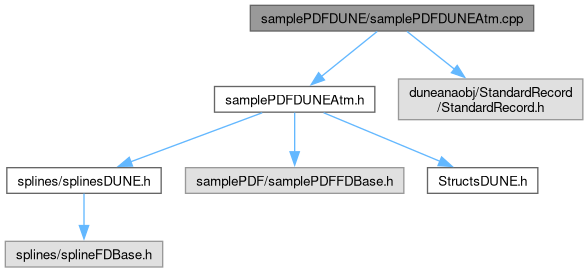 samplePDFDUNE/samplePDFDUNEAtm.cpp
samplePDFDUNEAtm.h
duneanaobj/StandardRecord
/StandardRecord.h
splines/splinesDUNE.h
samplePDF/samplePDFFDBase.h
StructsDUNE.h
splines/splineFDBase.h